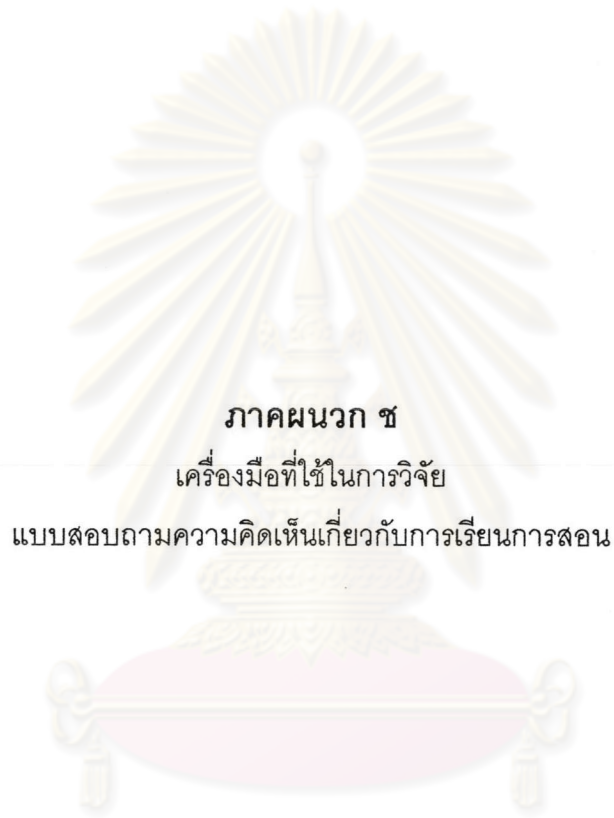 ภาคผนวก ช
เครื่องมือที่ใช้ในการวิจัย
แบบสอบถามความคิดเห็นเกี่ยวกับการเรียนการสอน